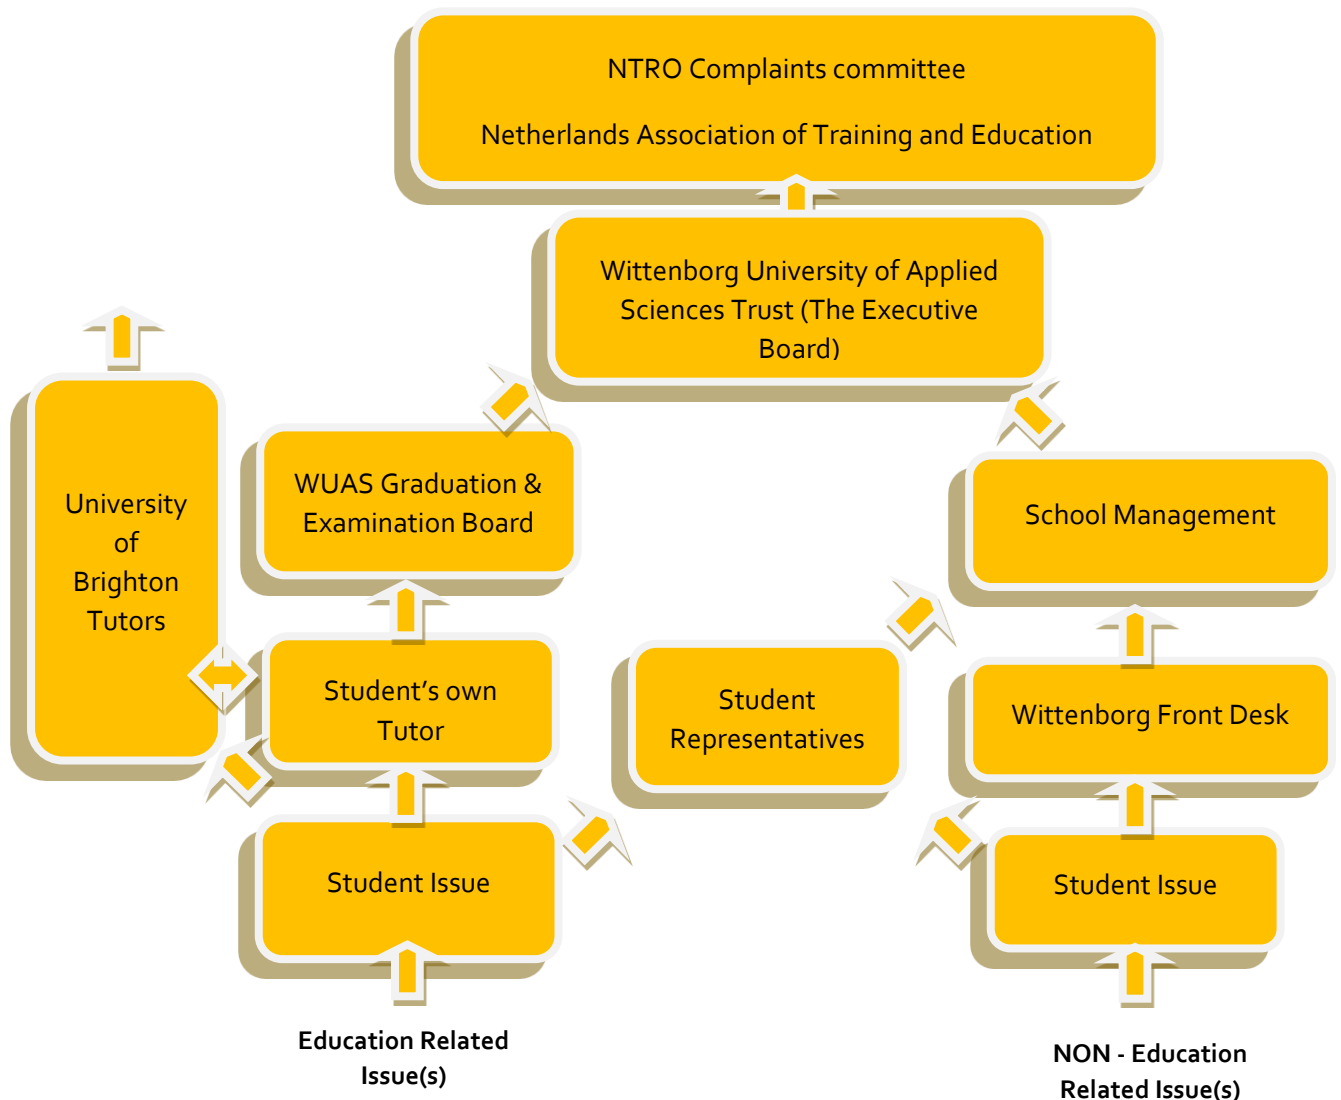 NTRO Complaints committee
Netherlands Association of Training and Education
Wittenborg University of Applied
Sciences Trust (The Executive
Board)
University
of
Brighton
Tutors
WUAS Graduation &
Examination Board
School Management
Student's own
Tutor
Student
Representatives
Wittenborg Front Desk
Student Issue
Student Issue
Education Related
Issue(s)
NON - Education
Related Issue(s)